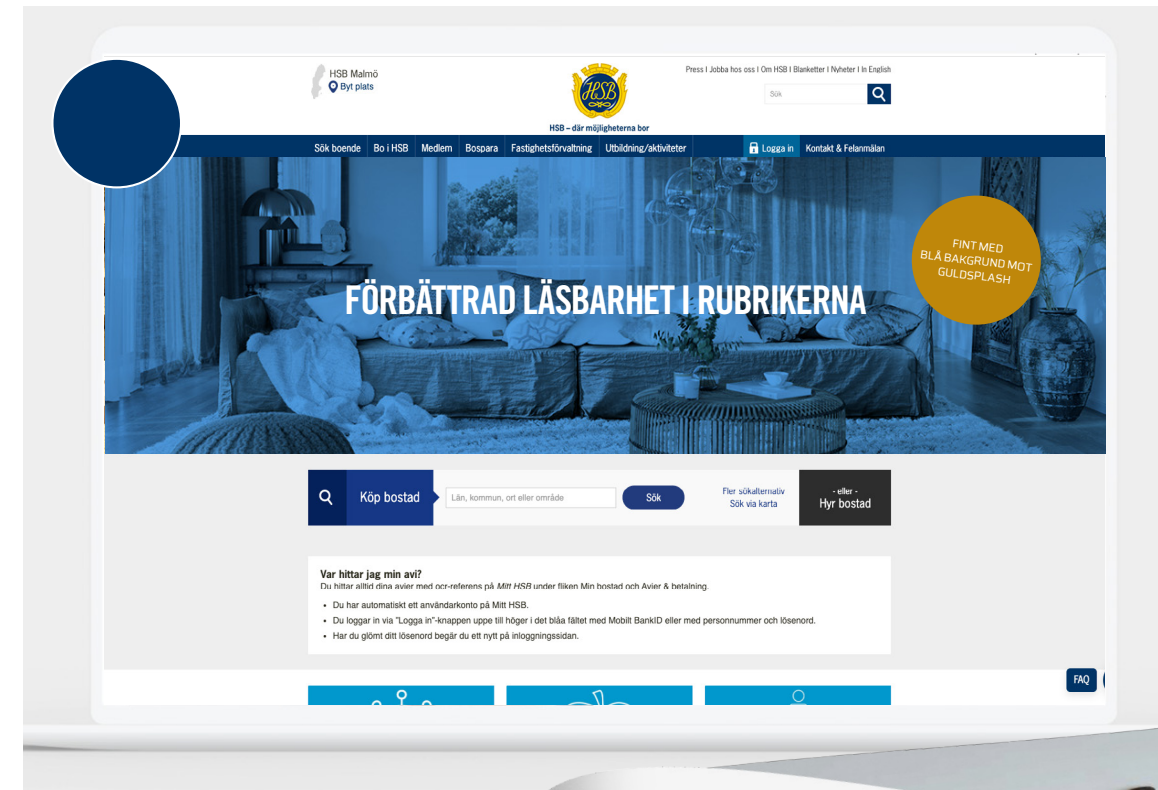 HSB Malmö
Byt plats
HSB
HSB – där möjligheterna bor
Press I Jobba hos oss I Om HSB I Blanketter I Nyheter I In English
Sök
Sök boende Bo i HSB Medlem Bospara Fastighetsförvaltning Utbildning/aktiviteter Logga in Kontakt & Felanmälan
FÖRBÄTTRAD LÄSBARHET I RUBRIKERNA
FINT MED
BLÅ BAKGRUND MOT
GULDSPLASH
Köp bostad
Län, kommun, ort eller område
Sök
Fler sökalternativ
Sök via karta
- eller -
Hyr bostad
Var hittar jag min avi?
Du hittar alltid dina avier med ocr-referens på Mitt HSB under fliken Min bostad och Avier & betalning.
• Du har automatiskt ett användarkonto på Mitt HSB.
• Du loggar in via "Logga in"-knappen uppe till höger i det blåa fältet med Mobilt BankID eller med personnummer och lösenord.
• Har du glömt ditt lösenord begär du ett nytt på inloggningssidan.
FAQ